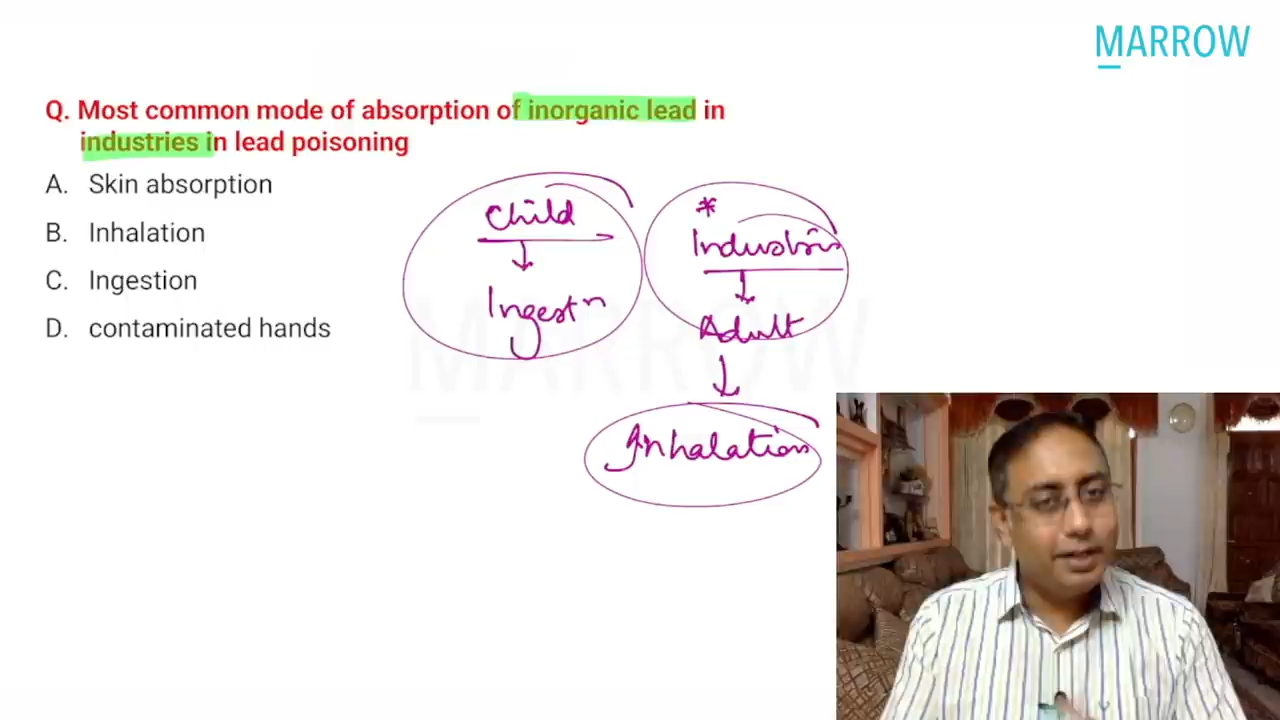 MARROW
Q. Most common mode of absorption of inorganic lead in
industries in lead poisoning
A. Skin absorption
B. Inhalation
C. Ingestion
D. contaminated hands
Child
Ingestn
*
Industries
Adult
Inhalation
MARROW